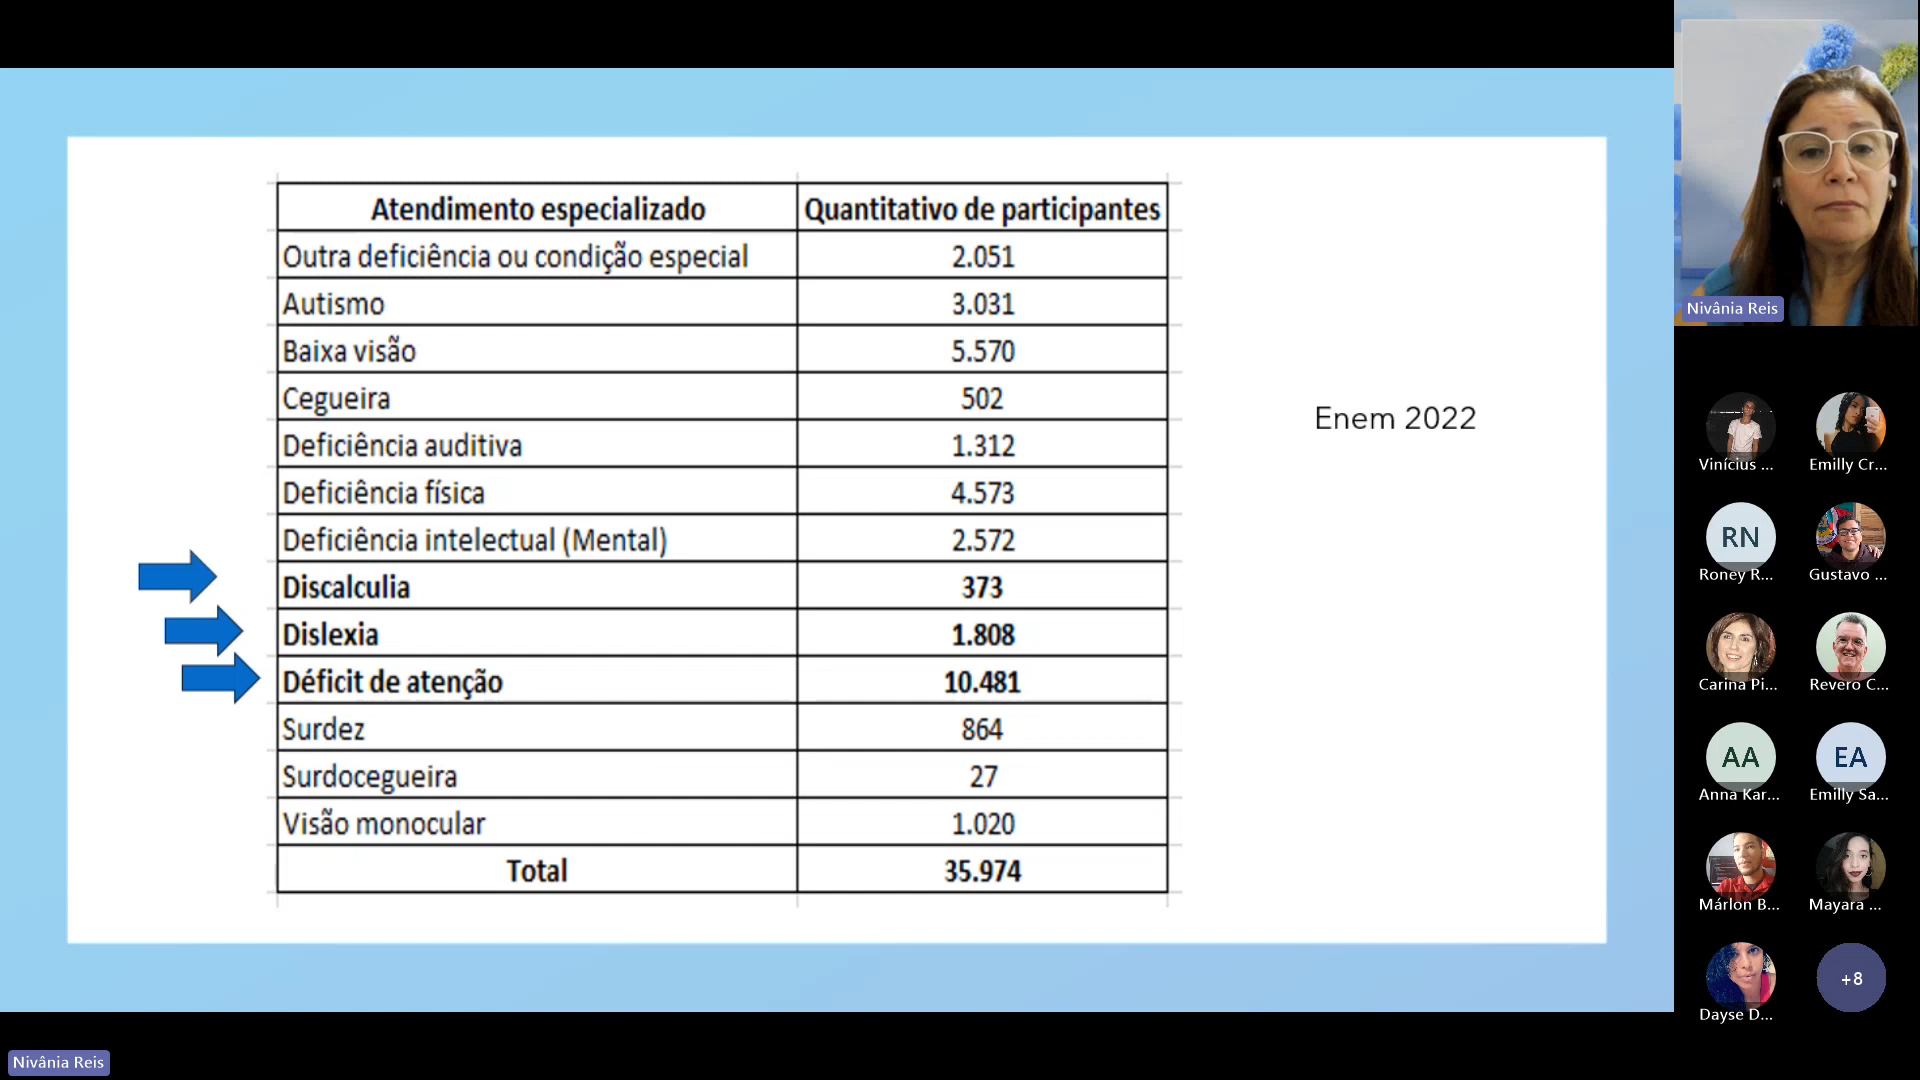 Atendimento especializado Quantitativo de participantes
Outra deficiência ou condição especial 2.051
Autismo 3.031
Baixa visão 5.570
Cegueira 502
Deficiência auditiva 1.312
Deficiência física 4.573
Deficiência intelectual (Mental) 2.572
Discalculia 373
Dislexia 1.808
Déficit de atenção 10.481
Surdez 864
Surdocegueira 27
Visão monocular 1.020
Total 35.974
Enem 2022
Nivânia Reis
Vinícius ... Emilly Cr...
RN
Roney R... Gustavo ...
Carina Pi... Revero C...
AA EA
Anna Kar... Emilly Sa...
Márlon B... Mayara ...
+8
Dayse D...
Nivânia Reis